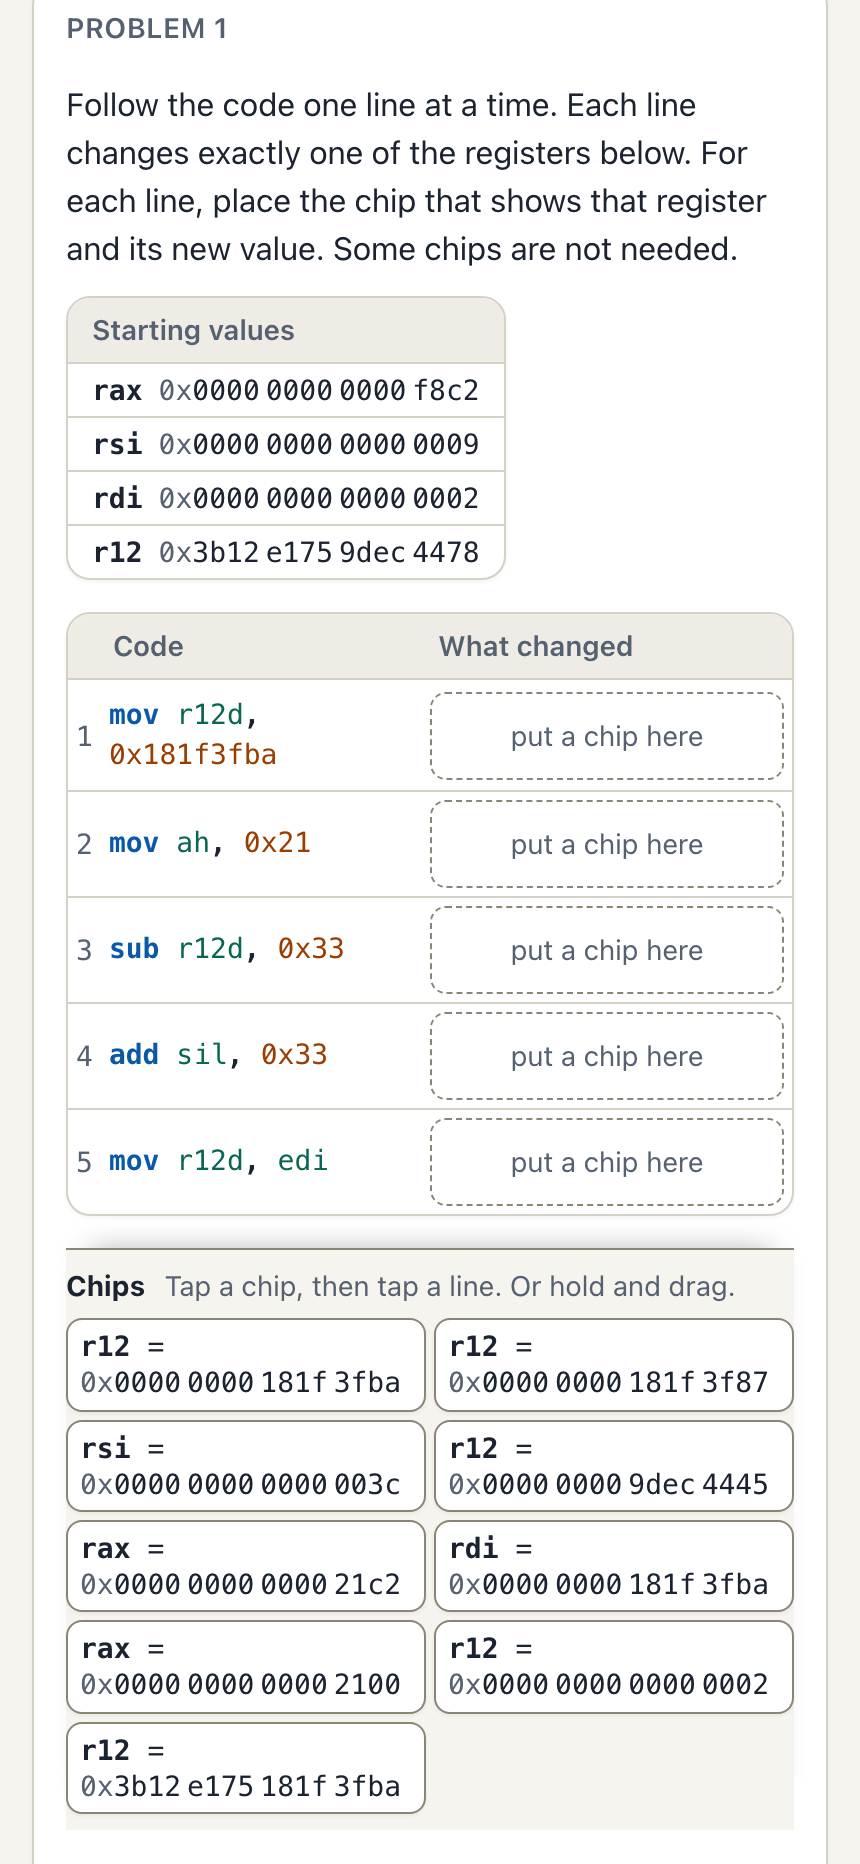 PROBLEM 1
Follow the code one line at a time. Each line
changes exactly one of the registers below. For
each line, place the chip that shows that register
and its new value. Some chips are not needed.
Starting values
rax 0x0000 0000 0000 f8c2
rsi 0x0000 0000 0000 0009
rdi 0x0000 0000 0000 0002
r12 0x3b12 e175 9dec 4478
Code What changed
1 mov r12d,
0x181f3fba
put a chip here
2 mov ah, 0x21 put a chip here
3 sub r12d, 0x33 put a chip here
4 add sil, 0x33 put a chip here
5 mov r12d, edi put a chip here
Chips Tap a chip, then tap a line. Or hold and drag.
r12 =
0x0000 0000 181f 3fba
r12 =
0x0000 0000 181f 3f87
rsi =
0x0000 0000 0000 003c
r12 =
0x0000 0000 9dec 4445
rax =
0x0000 0000 0000 21c2
rdi =
0x0000 0000 181f 3fba
rax =
0x0000 0000 0000 2100
r12 =
0x0000 0000 0000 0002
r12 =
0x3b12 e175 181f 3fba